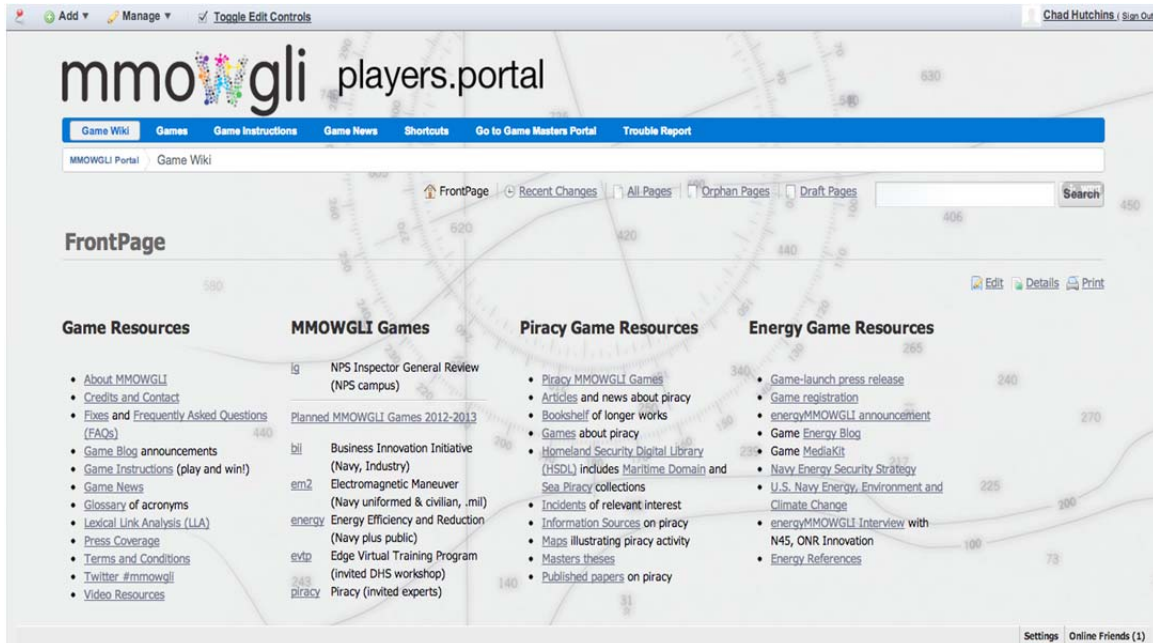 Add ▼ Manage ▼ Toggle Edit Controls Chad Hutchins (Sign Out
mmowgli players.portal
Game Wiki Games Game Instructions Game News Shortcuts Go to Game Masters Portal Trouble Report
MMOWGLI Portal Game Wiki
FrontPage Recent Changes All Pages Orphan Pages Draft Pages Search
FrontPage
Edit Details Print
Game Resources
• About MMOWGLI
• Credits and Contact
• Fixes and Frequently Asked Questions
(FAQs)
• Game Blog announcements
• Game Instructions (play and win!)
• Game News
• Glossary of acronyms
• Lexical Link Analysis (LLA)
• Press Coverage
• Terms and Conditions
• Twitter #mmowgli
• Video Resources
MMOWGLI Games
ig NPS Inspector General Review
(NPS campus)
Planned MMOWGLI Games 2012-2013
bii Business Innovation Initiative
(Navy, Industry)
em2 Electromagnetic Maneuver
(Navy uniformed & civilian, .mil)
energy Energy Efficiency and Reduction
(Navy plus public)
evtp Edge Virtual Training Program
(invited DHS workshop)
piracy Piracy (invited experts)
Piracy Game Resources
• Piracy MMOWGLI Games
• Articles and news about piracy
• Bookshelf of longer works
• Games about piracy
• Homeland Security Digital Library
(HSDL) includes Maritime Domain and
Sea Piracy collections
• Incidents of relevant interest
• Information Sources on piracy
• Maps illustrating piracy activity
• Masters theses
• Published papers on piracy
Energy Game Resources
• Game-launch press release
• Game registration
• energyMMOWGLI announcement
• Game Energy Blog
• Game MediaKit
• Navy Energy Security Strategy
• U.S. Navy Energy, Environment and
Climate Change
• energyMMOWGLI Interview with
N45, ONR Innovation
• Energy References
Settings Online Friends (1)